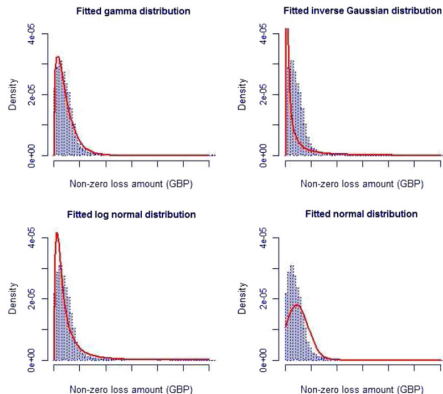 Fitted gamma distribution
Density
0e+00 2e-05 4e-05
Non-zero loss amount (GBP)
Fitted inverse Gaussian distribution
Density
0e+00 2e-05 4e-05
Non-zero loss amount (GBP)
Fitted log normal distribution
Density
0e+00 2e-05 4e-05
Non-zero loss amount (GBP)
Fitted normal distribution
Density
0e+00 2e-05 4e-05
Non-zero loss amount (GBP)